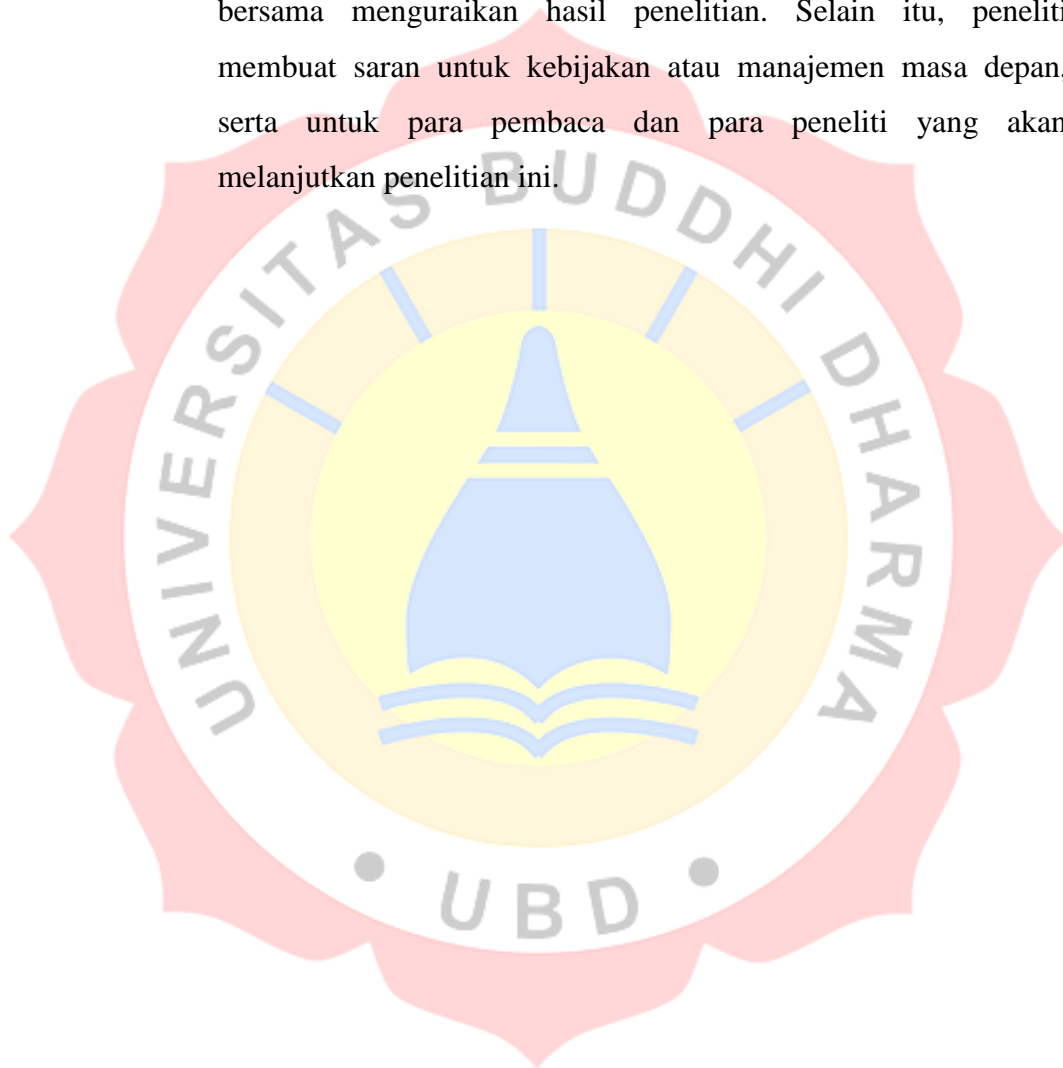 bersama menguraikan hasil penelitian. Selain itu, peneliti
membuat saran untuk kebijakan atau manajemen masa depan,
serta untuk para pembaca dan para peneliti yang akan
melanjutkan penelitian ini.
UNIVERSITAS BUDDHI DHARMA
• UBD •